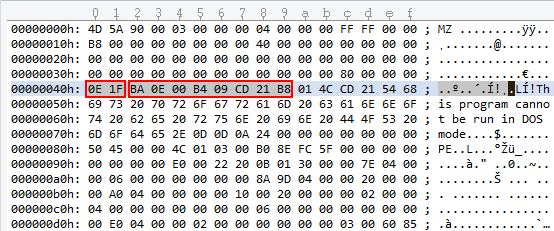 0 1 2 3 4 5 6 7 8 9 a b c d e f
00000000h: 4D 5A 90 00 03 00 00 00 04 00 00 00 FF FF 00 00 ; MZ .........ÿÿ..
00000010h: B8 00 00 00 00 00 00 00 40 00 00 00 00 00 00 00 ; ¸.......@.......
00000020h: 00 00 00 00 00 00 00 00 00 00 00 00 00 00 00 00 ; ................
00000030h: 00 00 00 00 00 00 00 00 00 00 00 00 80 00 00 00 ; ............€...
00000040h: 0E 1F BA 0E 00 B4 09 CD 21 B8 01 4C CD 21 54 68 ; ..º..´.Í!¸.LÍ!Th
00000050h: 69 73 20 70 72 6F 67 72 61 6D 20 63 61 6E 6E 6F ; is program canno
00000060h: 74 20 62 65 20 72 75 6E 20 69 6E 20 44 4F 53 20 ; t be run in DOS
00000070h: 6D 6F 64 65 2E 0D 0D 0A 24 00 00 00 00 00 00 00 ; mode....$.......
00000080h: 50 45 00 00 4C 01 03 00 B0 8E FC 5F 00 00 00 00 ; PE..L...°Žü_....
00000090h: 00 00 00 00 E0 00 22 20 0B 01 30 00 00 7E 04 00 ; ....à." ..0..~..
000000a0h: 00 06 00 00 00 00 00 00 8A 9D 04 00 00 20 00 00 ; ........Š ... ..
000000b0h: 00 A0 04 00 00 00 00 10 00 20 00 00 00 02 00 00 ; . ....... ......
000000c0h: 04 00 00 00 00 00 00 00 06 00 00 00 00 00 00 00 ; ................
000000d0h: 00 E0 04 00 00 02 00 00 00 00 00 00 03 00 60 85 ; .à............`…